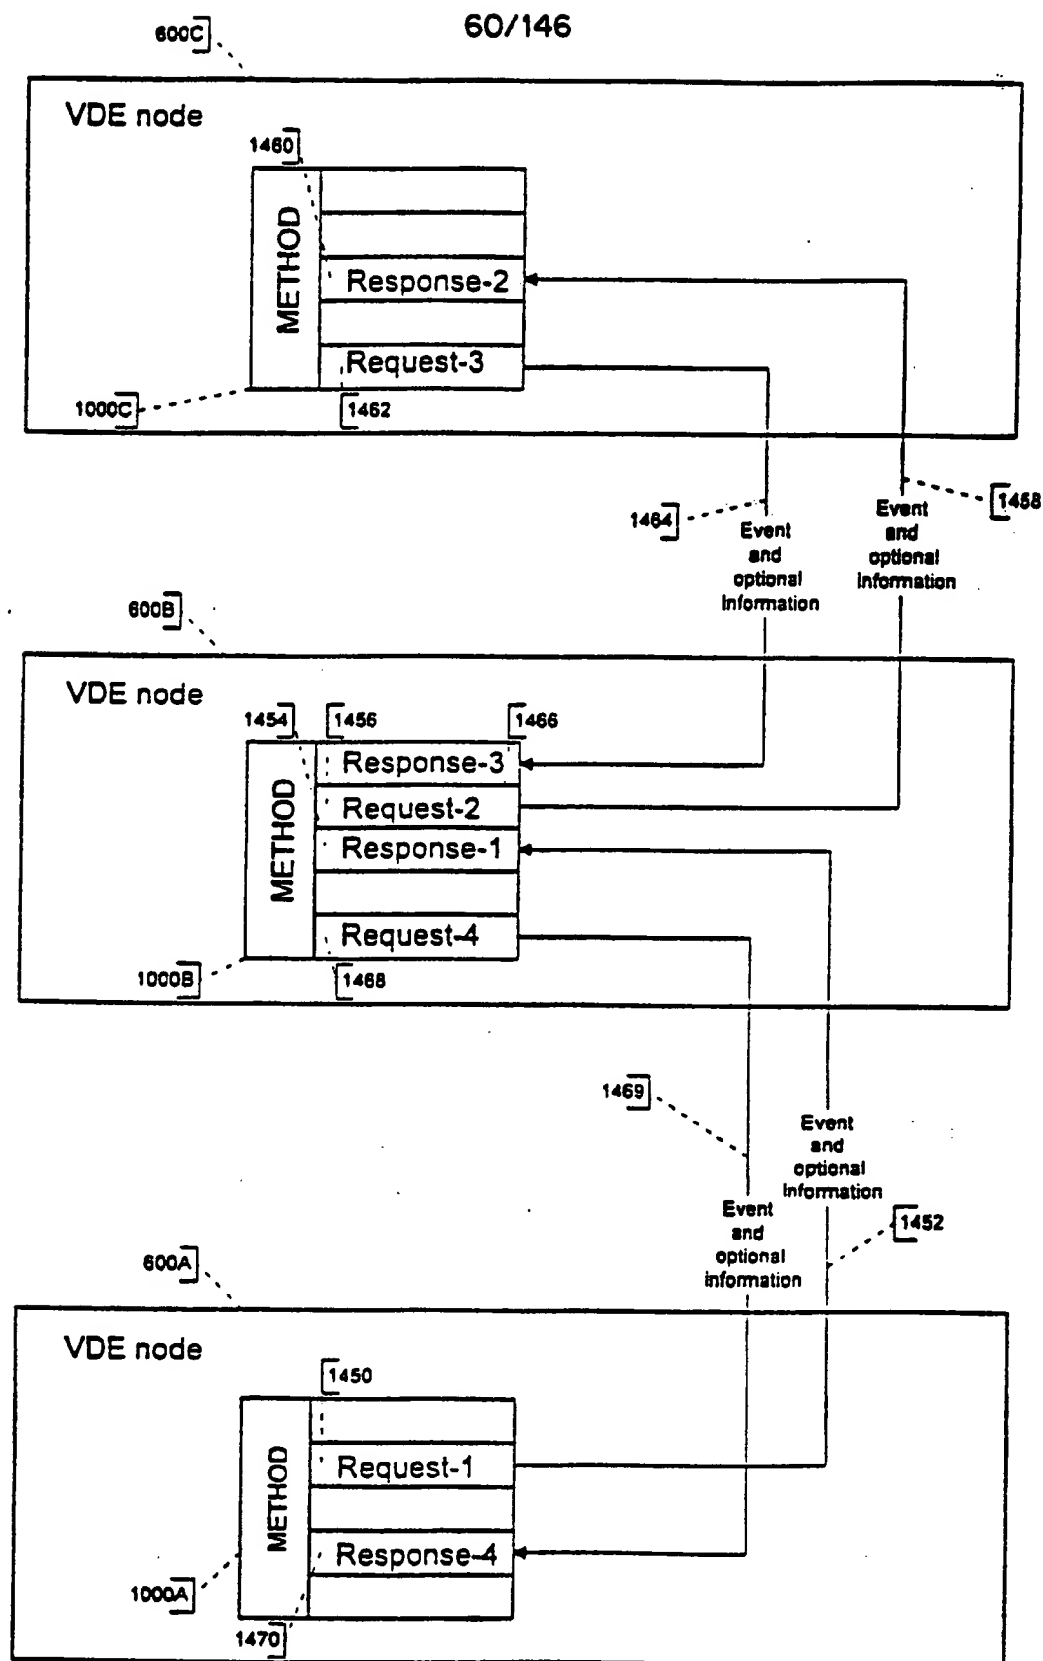 60/146
600C
VDE node
1460
METHOD
Response-2
Request-3
1000C
1462
1464
Event
and
optional
information
Event
and
optional
information
1458
600B
VDE node
1454
1456
1466
METHOD
Response-3
Request-2
Response-1
Request-4
1000B
1468
1469
Event
and
optional
information
Event
and
optional
information
1452
600A
VDE node
1450
METHOD
Request-1
Response-4
1000A
1470